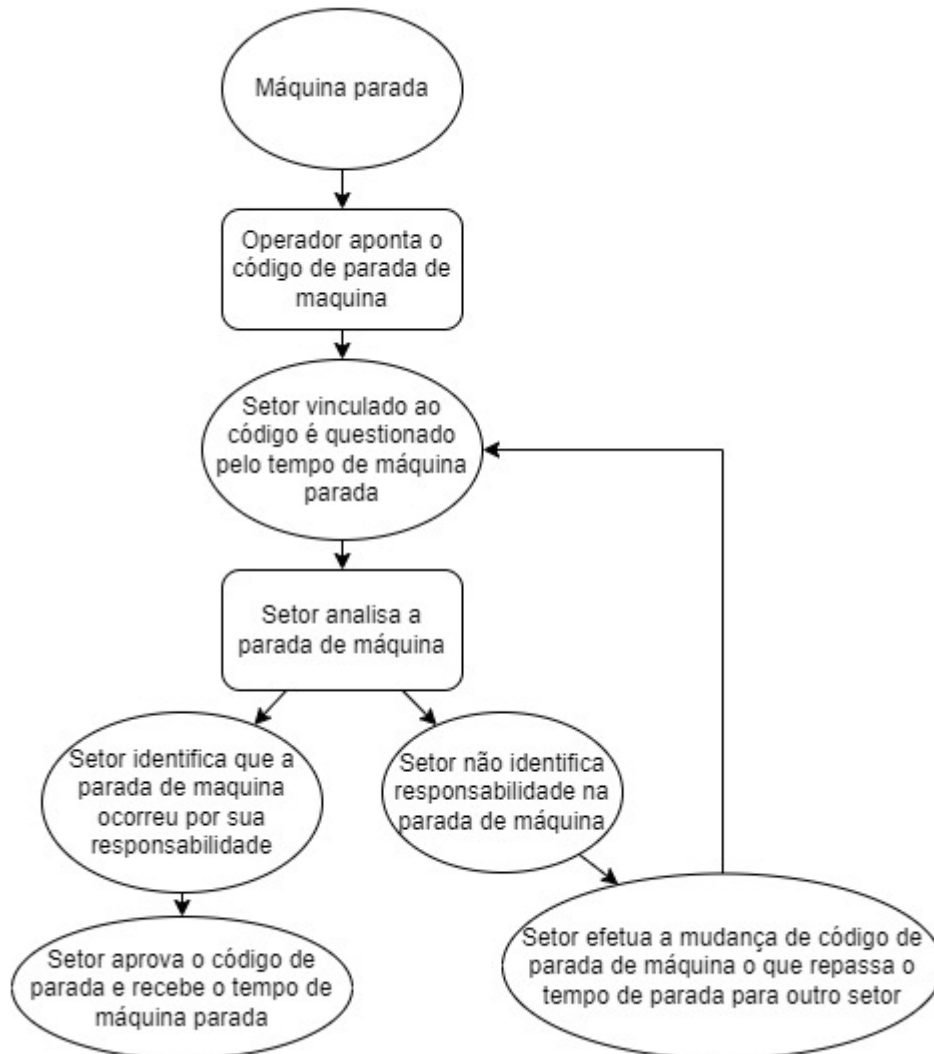 Máquina parada
Operador aponta o
código de parada de
maquina
Setor vinculado ao
código é questionado
pelo tempo de máquina
parada
Setor analisa a
parada de máquina
Setor identifica que a
parada de maquina
ocorreu por sua
responsabilidade
Setor não identifica
responsabilidade na
parada de máquina
Setor aprova o código de
parada e recebe o tempo de
máquina parada
Setor efetua a mudança de código de
parada de máquina o que repassa o
tempo de parada para outro setor